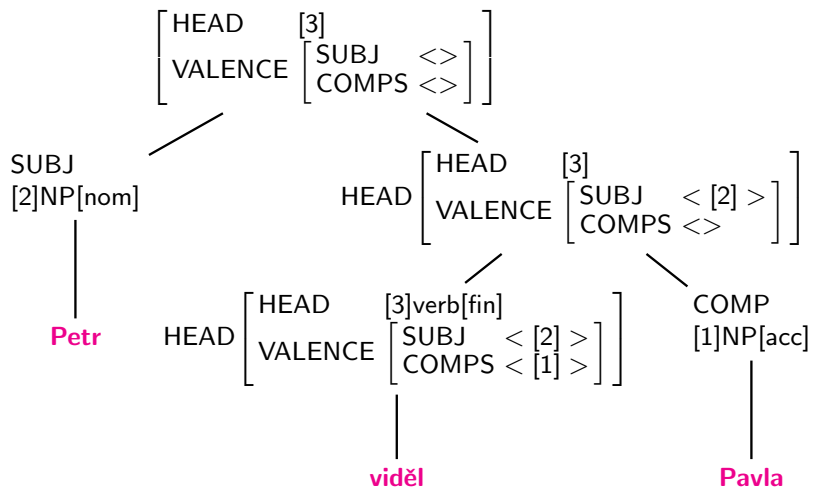 HEAD [3]
VALENCE [SUBJ <>
COMPS <>]
SUBJ
[2]NP[nom]
HEAD [HEAD [3]
VALENCE [SUBJ < [2] >
COMPS <>]]
Petr
HEAD [HEAD [3]verb[fin]
VALENCE [SUBJ < [2] >
COMPS < [1] >]]
COMP
[1]NP[acc]
viděl
Pavla